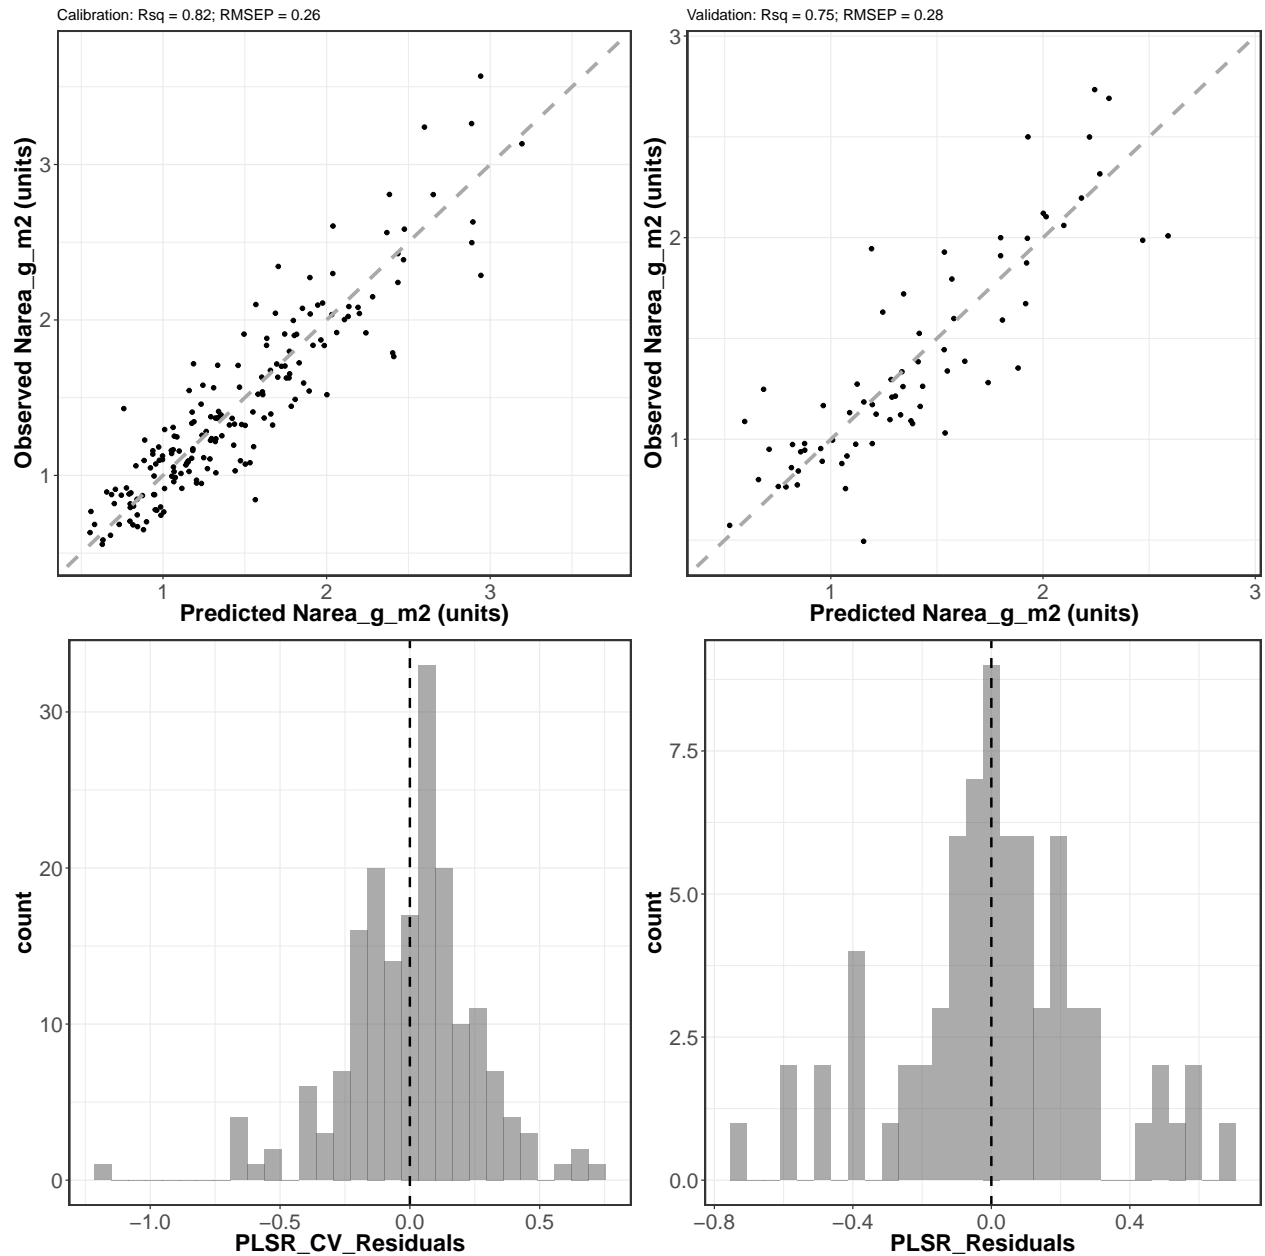 Calibration: Rsq = 0.82; RMSEP = 0.26
Observed Narea_g_m2 (units)
3
2
1
1 2 3
Predicted Narea_g_m2 (units)
Validation: Rsq = 0.75; RMSEP = 0.28
Observed Narea_g_m2 (units)
3
2
1
1 2 3
Predicted Narea_g_m2 (units)
count
30
20
10
0
−1.0 −0.5 0.0 0.5
PLSR_CV_Residuals
count
7.5
5.0
2.5
0.0
−0.8 −0.4 0.0 0.4
PLSR_Residuals